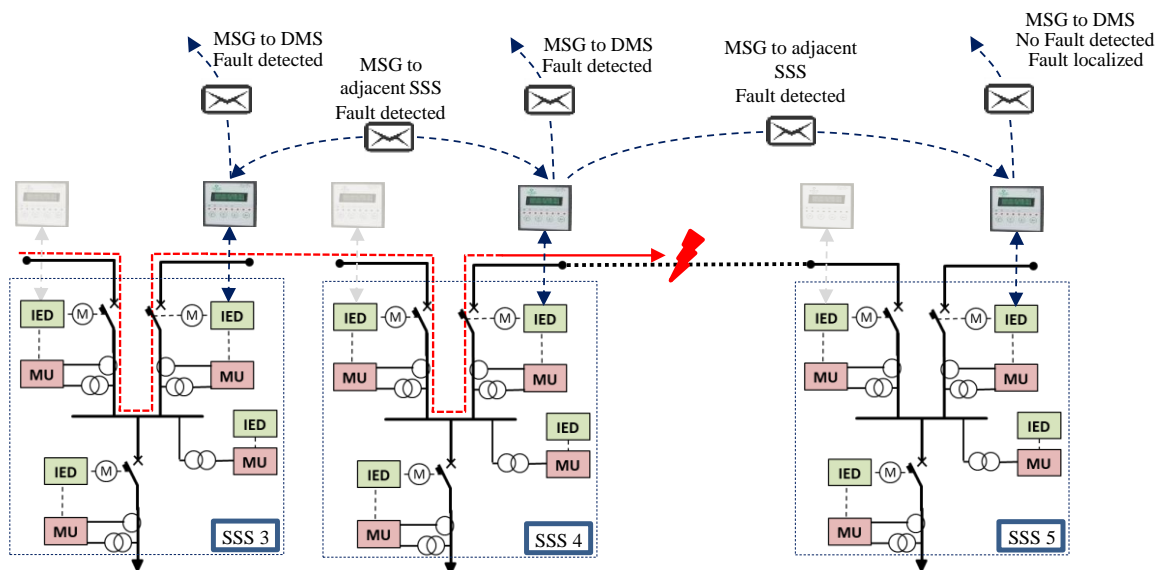 MSG to DMS
Fault detected
MSG to
adjacent SSS
Fault detected
MSG to DMS
Fault detected
MSG to adjacent
SSS
Fault detected
MSG to DMS
No Fault detected
Fault localized
IED
M
IED
MU
MU
IED
MU
IED
M
MU
SSS 3
IED
M
M
IED
MU
MU
IED
MU
IED
M
MU
SSS 4
IED
M
M
IED
MU
MU
IED
MU
IED
M
MU
SSS 5